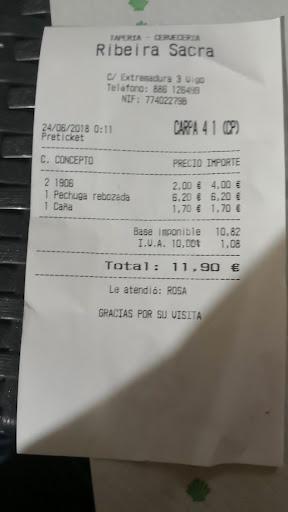 TAPERIA - CERVECERIA
Ribeira Sacra
C/ Extremadura 3 Vigo
Telefono: 886 126499
NIF: 77402279B
24/06/2018 0:11 CARPA 4 1 (CP)
Preticket
C. CONCEPTO PRECIO IMPORTE
2 1906 2,00 € 4,00 €
1 Pechuga rebozada 6,20 € 6,20 €
1 Caña 1,70 € 1,70 €
Base imponible 10,82
I.V.A. 10,00% 1,08
Total: 11,90 €
Le atendió: ROSA
GRACIAS POR SU VISITA